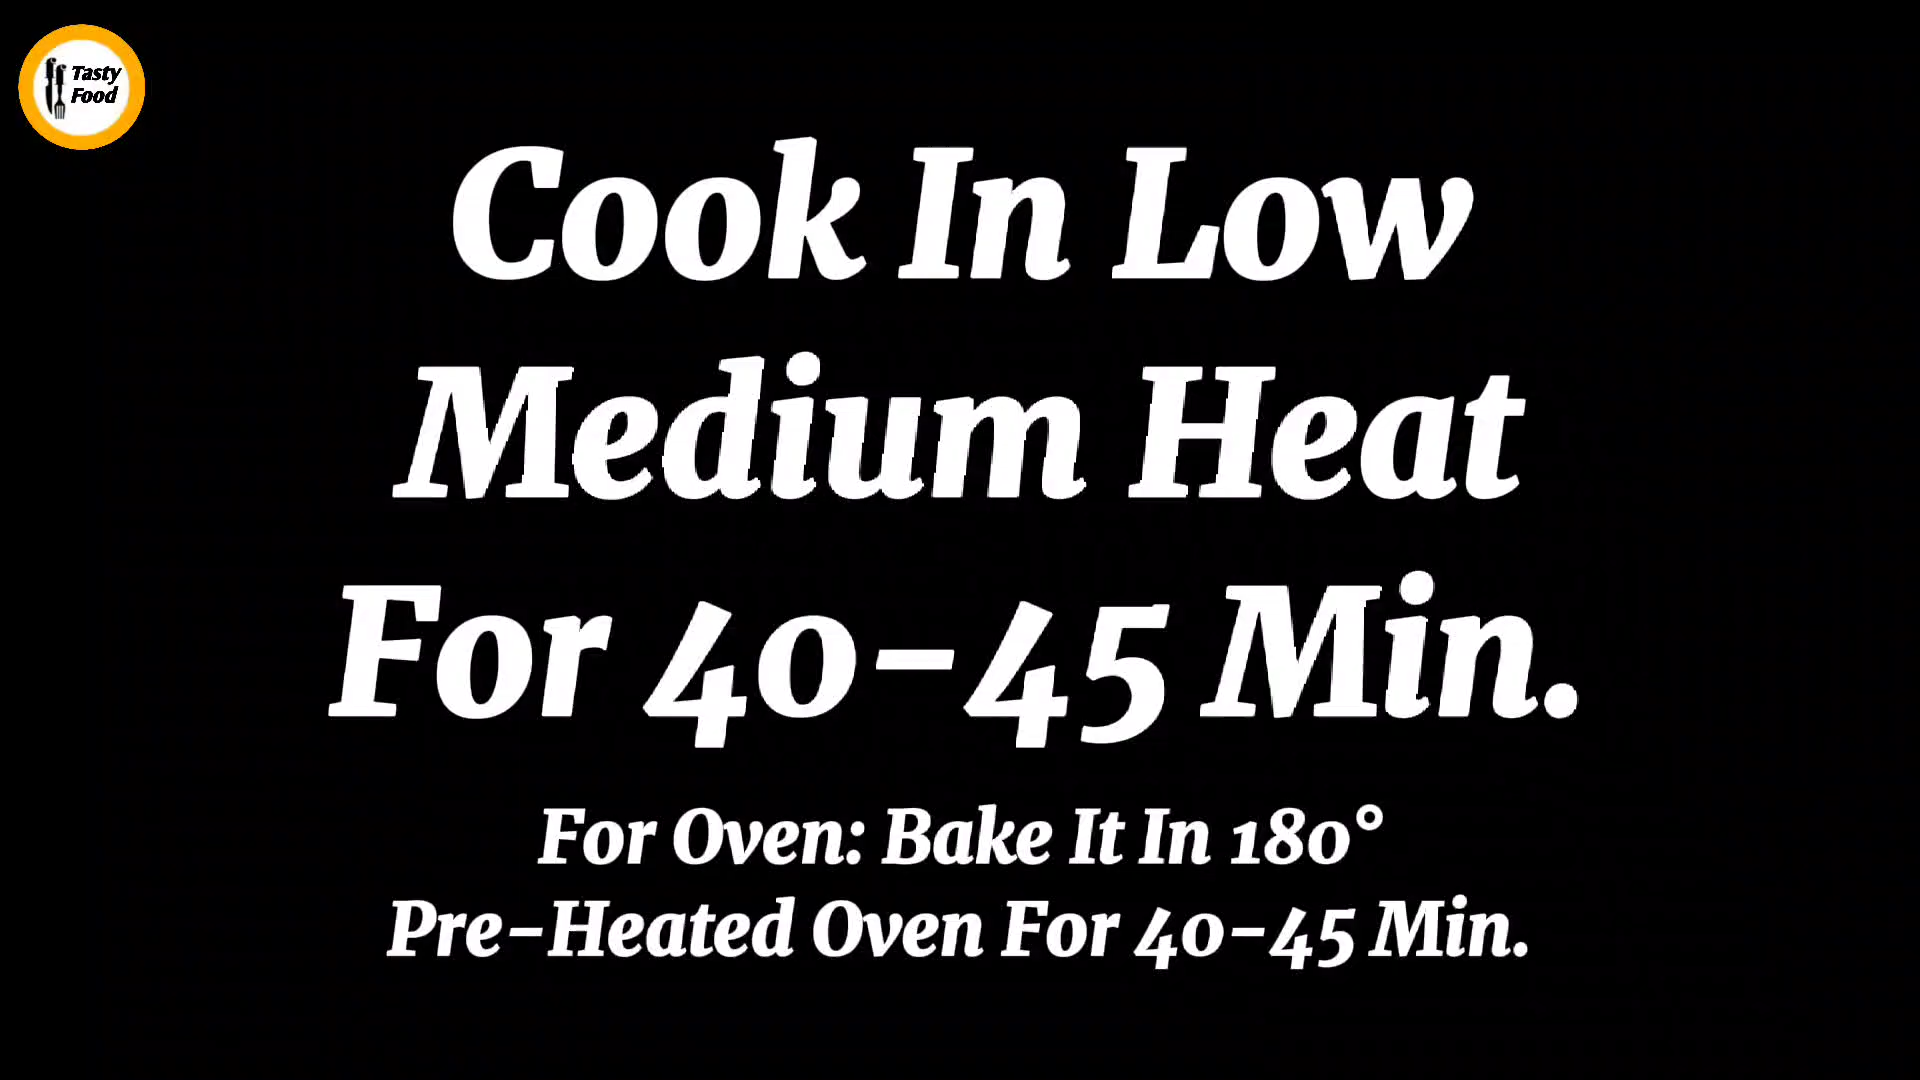 Tasty
Food
Cook In Low
Medium Heat
For 40-45 Min.
For Oven: Bake It In 180°
Pre-Heated Oven For 40-45 Min.